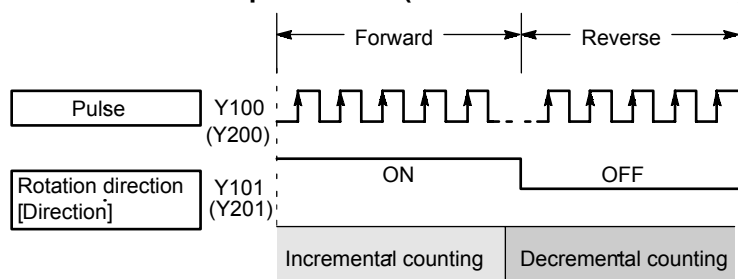 Forward
Reverse
Pulse
Y100
(Y200)
ON
OFF
Rotation direction
[Direction]
Y101
(Y201)
Incremental counting
Decremental counting